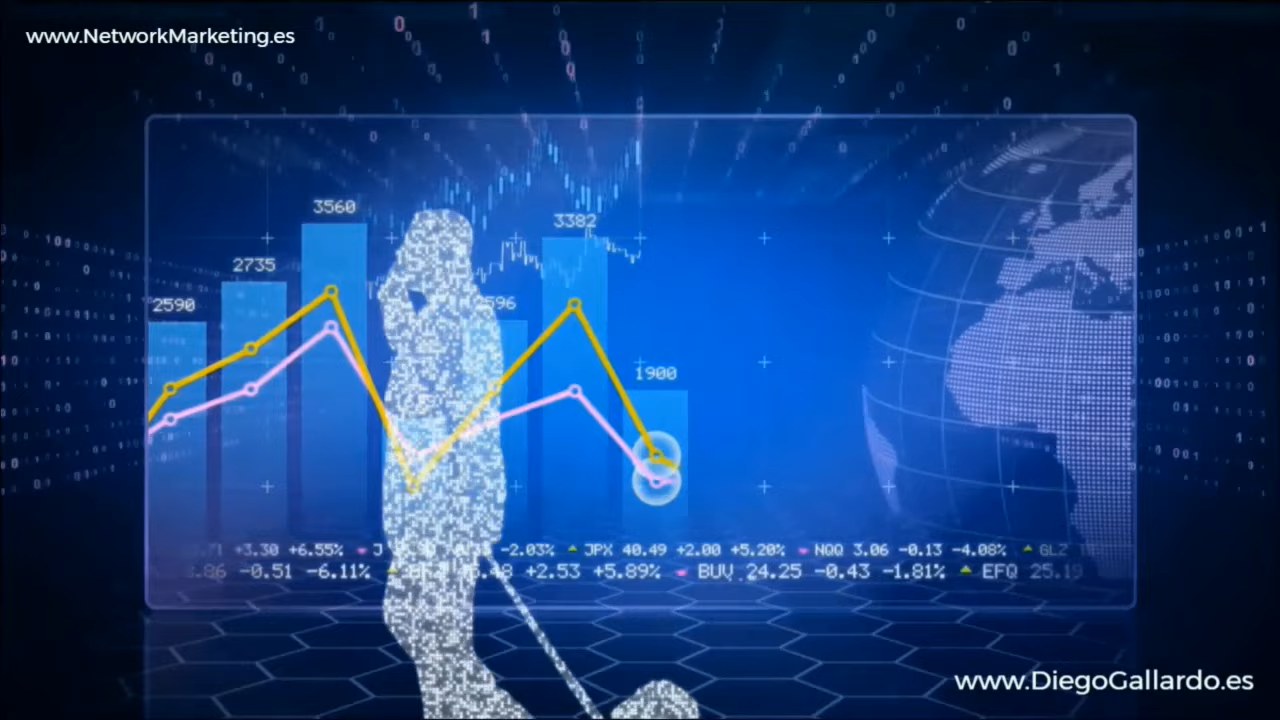 www.NetworkMarketing.es
3560
3382
2735
2590
1900
+3.30 +6.55% -2.03% JPX 40.49 +2.00 +5.20% NQQ 3.06 -0.13 -4.08% GLZ
-0.51 -6.11% +2.53 +5.89% BUV 24.25 -0.43 -1.81% EFQ 25.19
www.DiegoGallardo.es